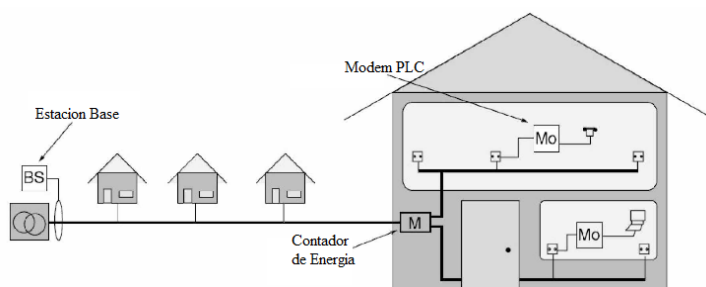 Modem PLC
Estacion Base
Mo
BS
M
Contador
de Energia
Mo